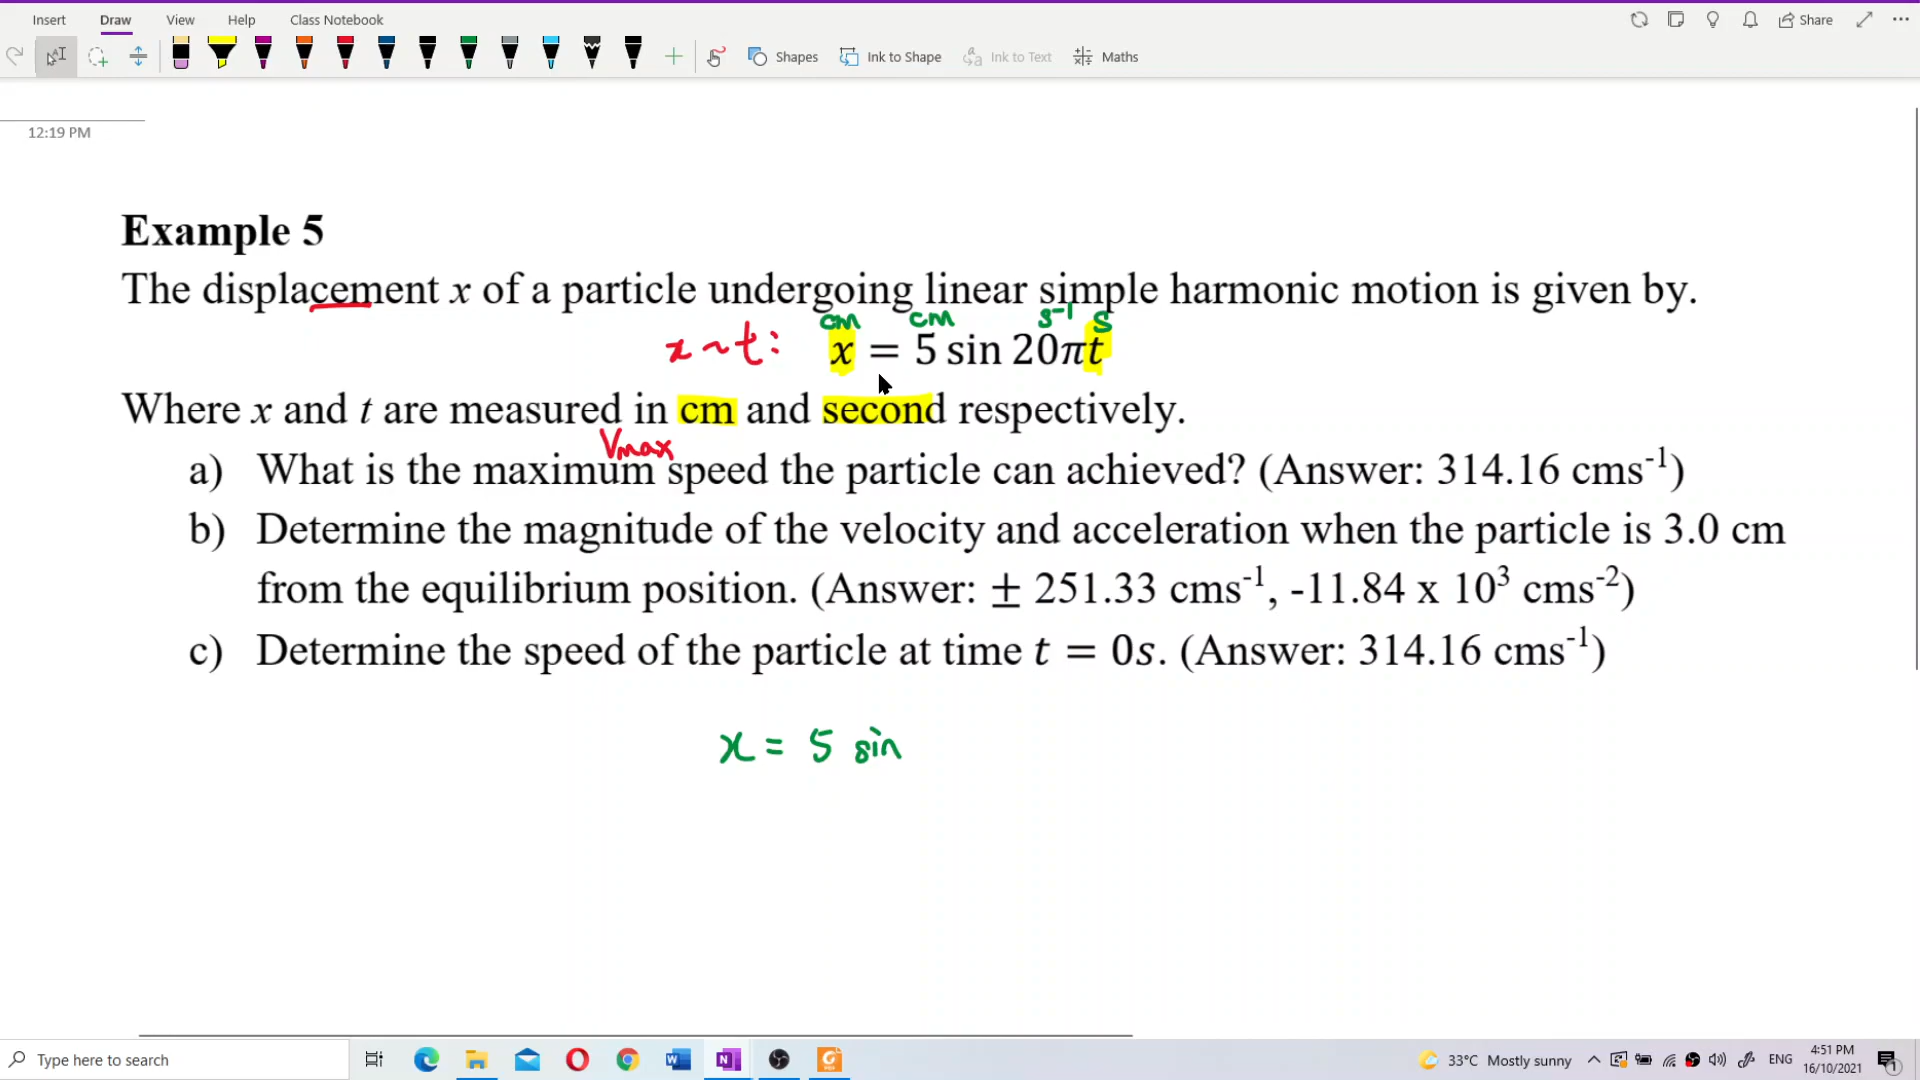 Insert Draw View Help Class Notebook Share
Shapes Ink to Shape Ink to Text Maths
12:19 PM
Example 5
The displacement x of a particle undergoing linear simple harmonic motion is given by.
cm cm s⁻¹ s
x ~ t: x = 5 sin 20πt
Where x and t are measured in cm and second respectively.
Vmax
a) What is the maximum speed the particle can achieved? (Answer: 314.16 cms⁻¹)
b) Determine the magnitude of the velocity and acceleration when the particle is 3.0 cm
from the equilibrium position. (Answer: ± 251.33 cms⁻¹, -11.84 x 10³ cms⁻²)
c) Determine the speed of the particle at time t = 0s. (Answer: 314.16 cms⁻¹)
x = 5 sin
Type here to search
33°C Mostly sunny
ENG
4:51 PM
16/10/2021